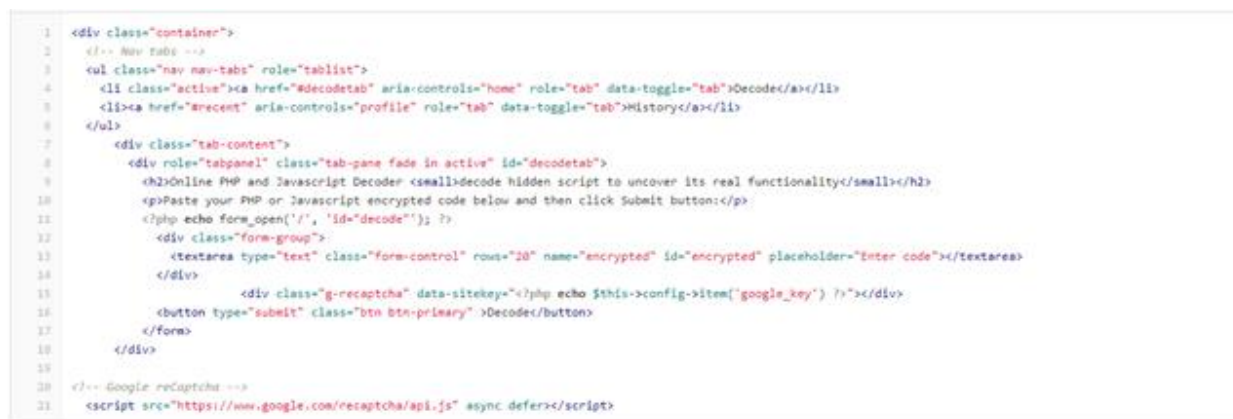 1 <div class="container">
2 <!-- Nav tabs -->
3 <ul class="nav nav-tabs" role="tablist">
4 <li class="active"><a href="#decodetab" aria-controls="home" role="tab" data-toggle="tab">Decode</a></li>
5 <li><a href="#recent" aria-controls="profile" role="tab" data-toggle="tab">History</a></li>
6 </ul>
7 <div class="tab-content">
8 <div role="tabpanel" class="tab-pane fade in active" id="decodetab">
9 <h2>Online PHP and Javascript Decoder <small>decode hidden script to uncover its real functionality</small></h2>
10 <p>Paste your PHP or Javascript encrypted code below and then click Submit button:</p>
11 <?php echo form_open('/', 'id="decode"'); ?>
12 <div class="form-group">
13 <textarea type="text" class="form-control" rows="20" name="encrypted" id="encrypted" placeholder="Enter code"></textarea>
14 </div>
15 <div class="g-recaptcha" data-sitekey="<?php echo $this->config->item('google_key') ?>"></div>
16 <button type="submit" class="btn btn-primary" >Decode</button>
17 </form>
18 </div>
19
20 <!-- Google reCaptcha -->
21 <script src="https://www.google.com/recaptcha/api.js" async defer></script>